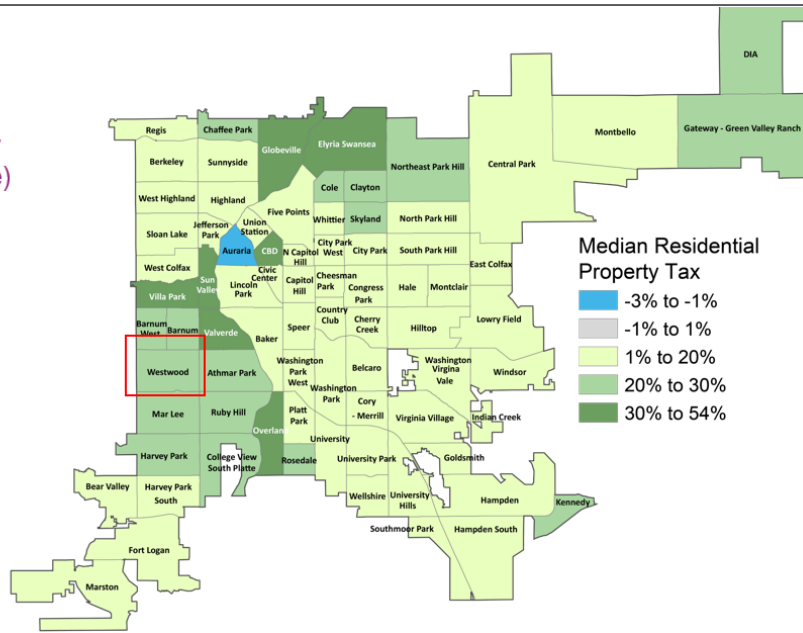 e)
DIA
Regis
Chaffee Park
Globeville
Elyria Swansea
Montbello
Gateway - Green Valley Ranch
Berkeley
Sunnyside
Northeast Park Hill
Central Park
Cole
Clayton
West Highland
Highland
Five Points
Whittier
Skyland
North Park Hill
Sloan Lake
Jefferson
Park
Union
Station
Auraria
CBD
N Capitol
Hill
City Park
West
City Park
South Park Hill
East Colfax
West Colfax
Sun
Valley
Lincoln
Park
Civic
Center
Capitol
Hill
Cheesman
Park
Congress
Park
Hale
Montclair
Villa Park
Barnum
West
Barnum
Valverde
Baker
Speer
Country
Club
Cherry
Creek
Hilltop
Lowry Field
Westwood
Athmar Park
Washington
Park
West
Washington
Park
Belcaro
Washington
Virgina
Vale
Windsor
Mar Lee
Ruby Hill
Overlan
Platt
Park
Cory
- Merrill
Virginia Village
Indian Creek
University
Harvey Park
College View
South Platte
Rosedale
University Park
Goldsmith
Bear Valley
Harvey Park
South
Wellshire
University
Hills
Hampden
Kennedy
Southmoor Park
Hampden South
Fort Logan
Marston
Median Residential
Property Tax
-3% to -1%
-1% to 1%
1% to 20%
20% to 30%
30% to 54%